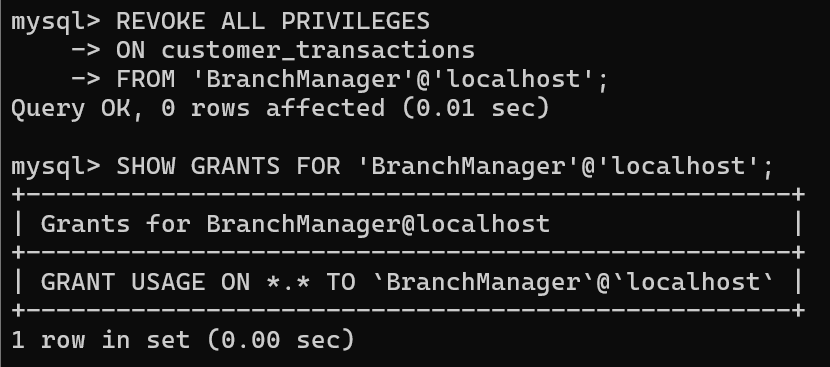 mysql> REVOKE ALL PRIVILEGES
    -> ON customer_transactions
    -> FROM 'BranchManager'@'localhost';
Query OK, 0 rows affected (0.01 sec)

mysql> SHOW GRANTS FOR 'BranchManager'@'localhost';
+---------------------------------------------------+
| Grants for BranchManager@localhost                |
+---------------------------------------------------+
| GRANT USAGE ON *.* TO `BranchManager`@`localhost` |
+---------------------------------------------------+
1 row in set (0.00 sec)